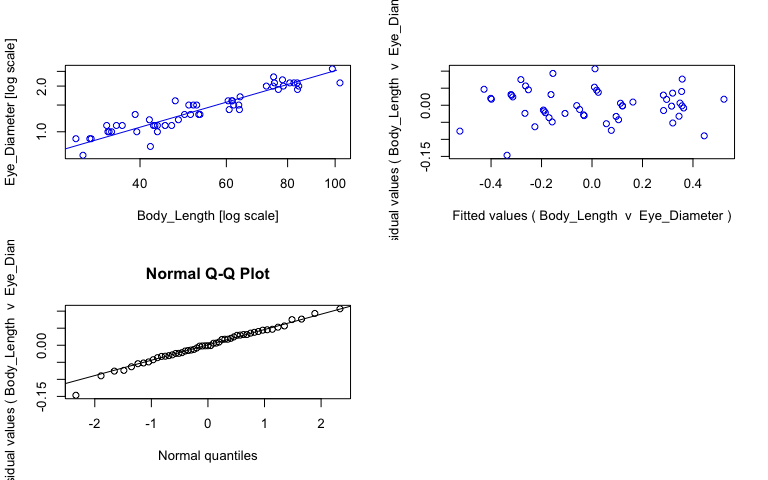 Eye_Diameter [log scale]
1.0 2.0
40 60 80 100
Body_Length [log scale]
sidual values ( Body_Length v Eye_Diam
-0.15 0.00
-0.4 -0.2 0.0 0.2 0.4
Fitted values ( Body_Length v Eye_Diameter )
Normal Q-Q Plot
sidual values ( Body_Length v Eye_Dian
-0.15 0.00
-2 -1 0 1 2
Normal quantiles